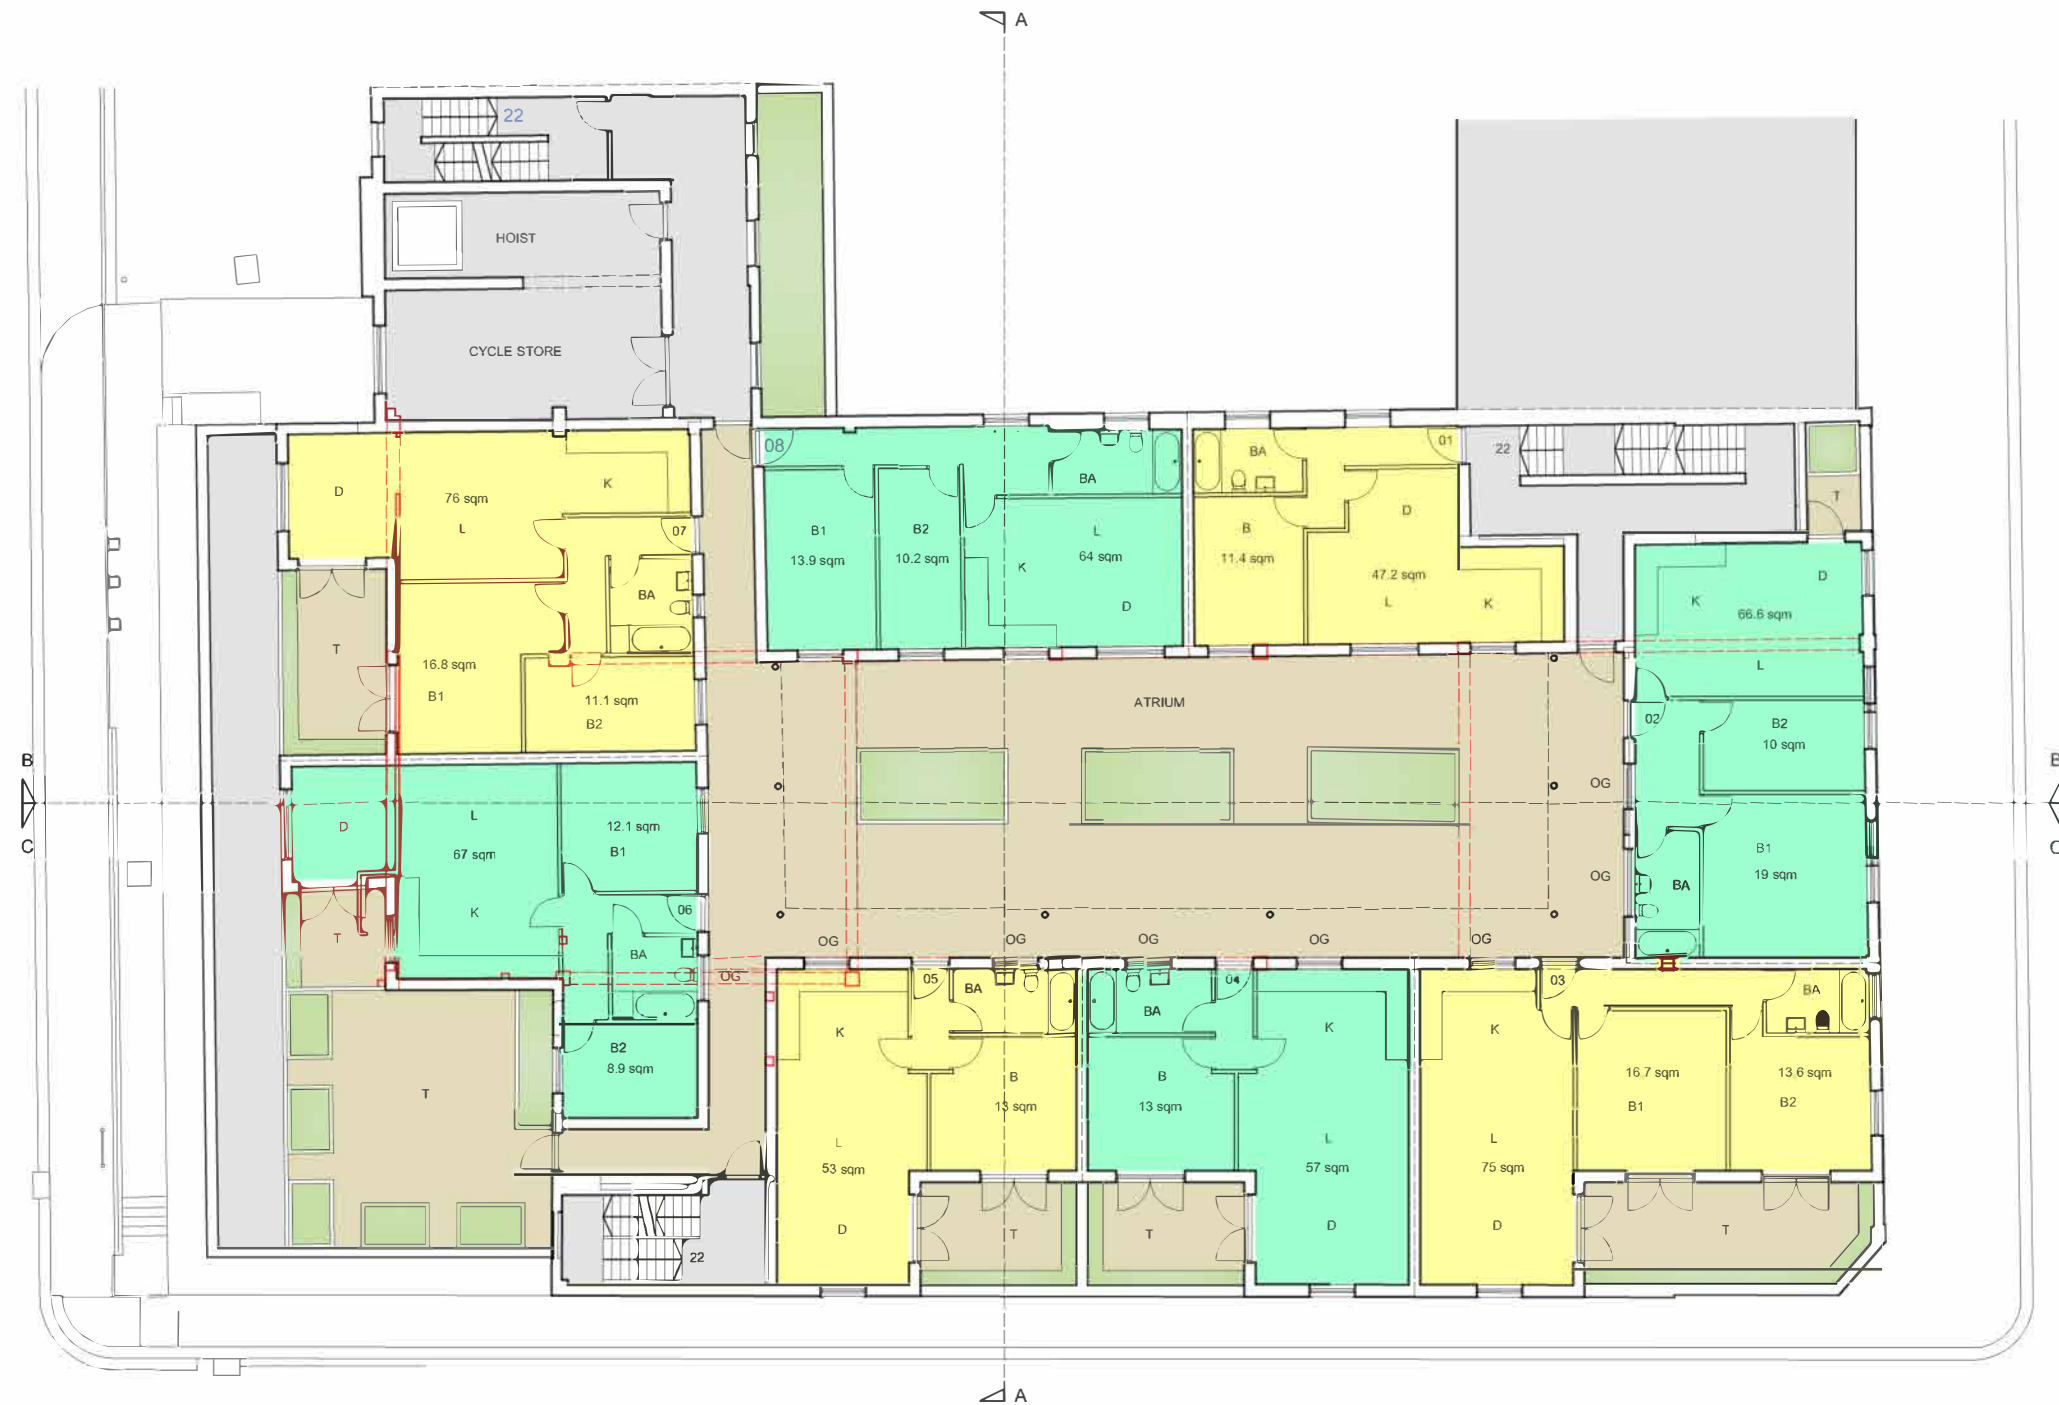 A
22
HOIST
CYCLE STORE
08
01
22
BA
BA
K
D
76 sqm
L
T
07
B1
13.9 sqm
B2
10.2 sqm
L
64 sqm
K
D
B
11.4 sqm
D
47.2 sqm
L
K
K
D
66.6 sqm
L
BA
T
16.8 sqm
B1
11.1 sqm
B2
ATRIUM
02
B2
10 sqm
B
B
C
C
D
L
67 sqm
K
12.1 sqm
B1
OG
OG
B1
19 sqm
BA
06
BA
T
OG
OG
OG
OG
OG
OG
05
BA
04
BA
03
BA
K
K
K
T
B2
8.9 sqm
B
13 sqm
B
13 sqm
16.7 sqm
B1
13.6 sqm
B2
L
53 sqm
L
57 sqm
L
75 sqm
D
T
T
D
D
T
22
A